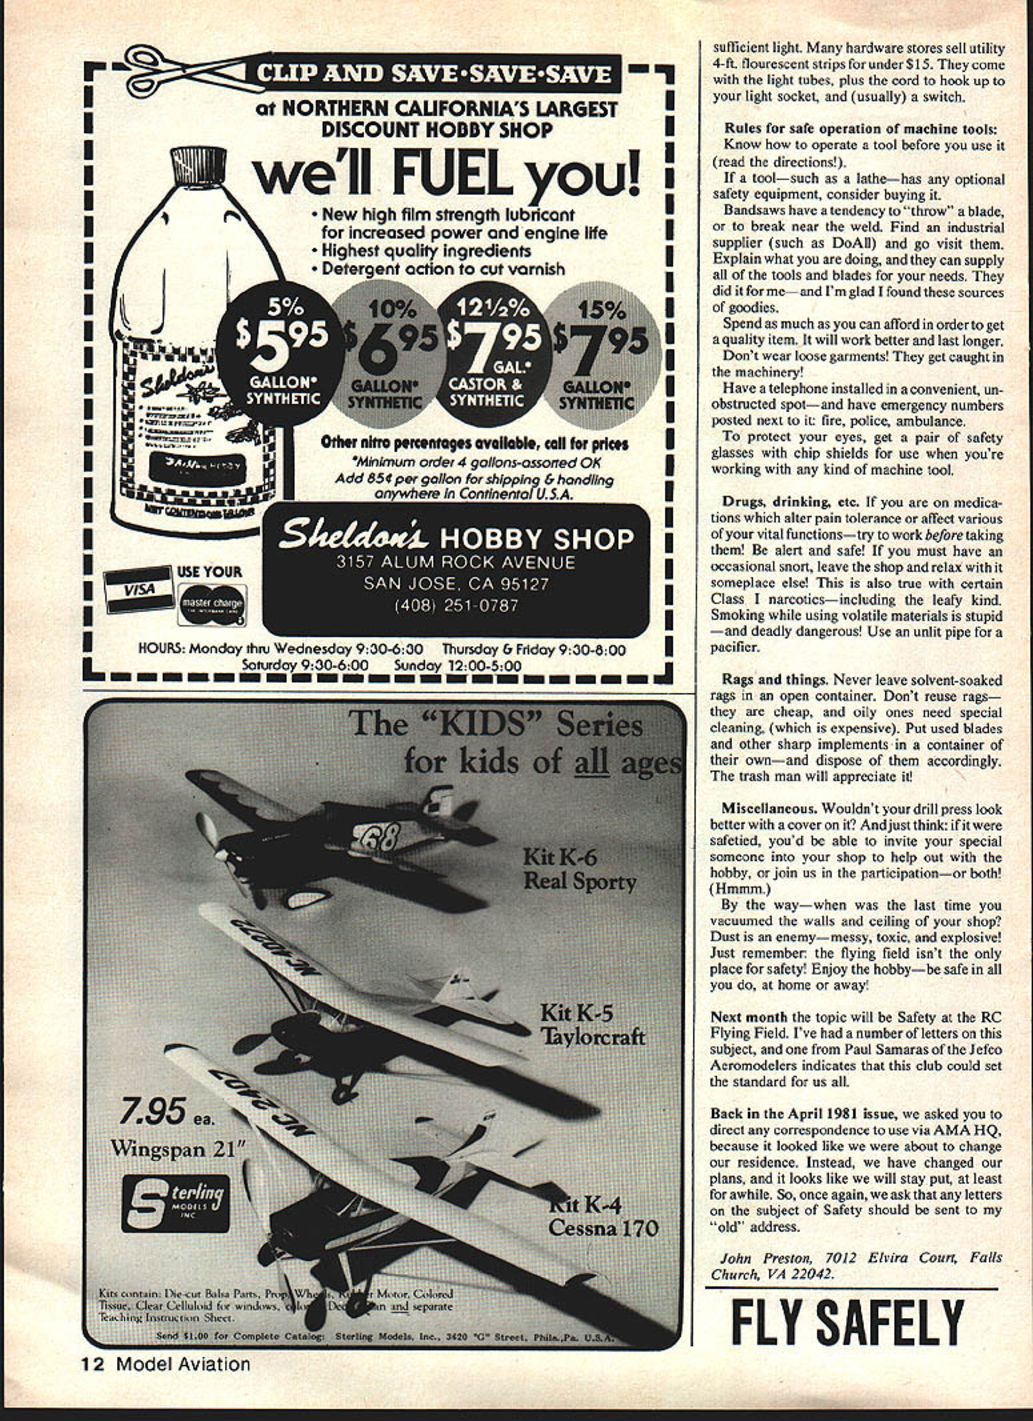 CLIP AND SAVE•SAVE•SAVE
at NORTHERN CALIFORNIA'S LARGEST
DISCOUNT HOBBY SHOP
we'll FUEL you!
• New high film strength lubricant
for increased power and engine life
• Highest quality ingredients
• Detergent action to cut varnish
5%
$5.95
GALLON*
SYNTHETIC
10%
$6.95
GALLON*
SYNTHETIC
12½%
$7.95
GAL.*
CASTOR &
SYNTHETIC
15%
$7.95
GALLON*
SYNTHETIC
Sheldon's
Other nitro percentages available, call for prices
*Minimum order 4 gallons-assorted OK
Add 85¢ per gallon for shipping & handling
anywhere in Continental U.S.A.
Sheldon's HOBBY SHOP
3157 ALUM ROCK AVENUE
SAN JOSE, CA 95127
(408) 251-0787
VISA
USE YOUR
master charge
THE INTERBANK CARD
HOURS: Monday thru Wednesday 9:30-6:30 Thursday & Friday 9:30-8:00
Saturday 9:30-6:00 Sunday 12:00-5:00
The "KIDS" Series
for kids of all ages
68
Kit K-6
Real Sporty
NC 40272
Kit K-5
Taylorcraft
NC 2407
7.95 ea.
Wingspan 21"
Sterling
MODELS
INC
Kit K-4
Cessna 170
Kits contain: Die-cut Balsa Parts, Prop, Wheels, Rubber Motor, Colored
Tissue, Clear Celluloid for windows, and separate
Teaching Instruction Sheet.
Send $1.00 for Complete Catalog: Sterling Models, Inc., 3620 "G" Street, Phila.,Pa. U.S.A.
12 Model Aviation
sufficient light. Many hardware stores sell utility
4-ft. flourescent strips for under $15. They come
with the light tubes, plus the cord to hook up to
your light socket, and (usually) a switch.
Rules for safe operation of machine tools:
Know how to operate a tool before you use it
(read the directions!).
If a tool—such as a lathe—has any optional
safety equipment, consider buying it.
Bandsaws have a tendency to "throw" a blade,
or to break near the weld. Find an industrial
supplier (such as DoAll) and go visit them.
Explain what you are doing, and they can supply
all of the tools and blades for your needs. They
did it for me—and I'm glad I found these sources
of goodies.
Spend as much as you can afford in order to get
a quality item. It will work better and last longer.
Don't wear loose garments! They get caught in
the machinery!
Have a telephone installed in a convenient, un-
obstructed spot—and have emergency numbers
posted next to it: fire, police, ambulance.
To protect your eyes, get a pair of safety
glasses with chip shields for use when you're
working with any kind of machine tool.
Drugs, drinking, etc. If you are on medica-
tions which alter pain tolerance or affect various
of your vital functions—try to work before taking
them! Be alert and safe! If you must have an
occasional snort, leave the shop and relax with it
someplace else! This is also true with certain
Class I narcotics—including the leafy kind.
Smoking while using volatile materials is stupid
—and deadly dangerous! Use an unlit pipe for a
pacifier.
Rags and things. Never leave solvent-soaked
rags in an open container. Don't reuse rags—
they are cheap, and oily ones need special
cleaning, (which is expensive). Put used blades
and other sharp implements in a container of
their own—and dispose of them accordingly.
The trash man will appreciate it!
Miscellaneous. Wouldn't your drill press look
better with a cover on it? And just think: if it were
safetied, you'd be able to invite your special
someone into your shop to help out with the
hobby, or join us in the participation—or both!
(Hmmm.)
By the way—when was the last time you
vacuumed the walls and ceiling of your shop?
Dust is an enemy—messy, toxic, and explosive!
Just remember: the flying field isn't the only
place for safety! Enjoy the hobby—be safe in all
you do, at home or away!
Next month the topic will be Safety at the RC
Flying Field. I've had a number of letters on this
subject, and one from Paul Samaras of the Jefco
Aeromodelers indicates that this club could set
the standard for us all.
Back in the April 1981 issue, we asked you to
direct any correspondence to use via AMA HQ,
because it looked like we were about to change
our residence. Instead, we have changed our
plans, and it looks like we will stay put, at least
for awhile. So, once again, we ask that any letters
on the subject of Safety should be sent to my
"old" address.
John Preston, 7012 Elvira Court, Falls
Church, VA 22042.
FLY SAFELY